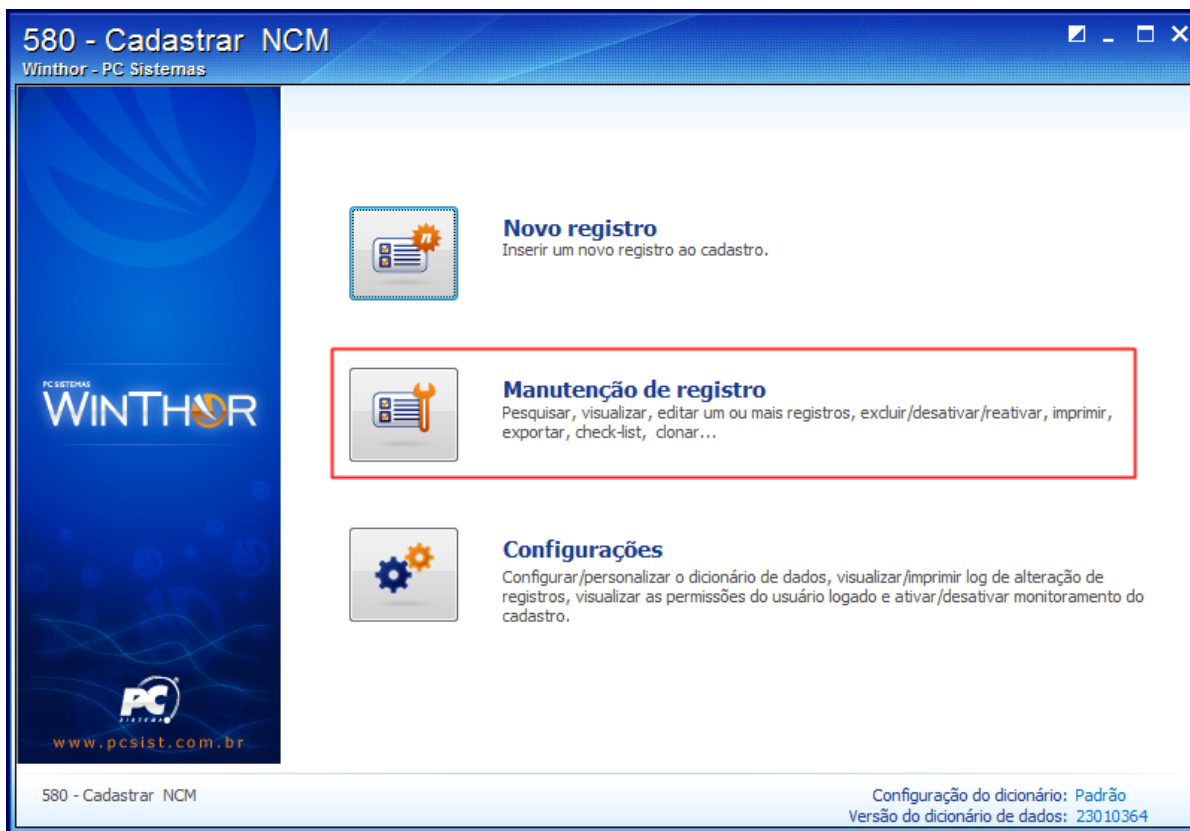 580 - Cadastrar NCM
Winthor - PC Sistemas
Novo registro
Inserir um novo registro ao cadastro.
Manutenção de registro
Pesquisar, visualizar, editar um ou mais registros, excluir/desativar/reativar, imprimir,
exportar, check-list, clonar...
Configurações
Configurar/personalizar o dicionário de dados, visualizar/imprimir log de alteração de
registros, visualizar as permissões do usuário logado e ativar/desativar monitoramento do
cadastro.
PC SISTEMAS
WINTHOR
PC
SISTEMAS
www.pcsist.com.br
580 - Cadastrar NCM
Configuração do dicionário: Padrão
Versão do dicionário de dados: 23010364